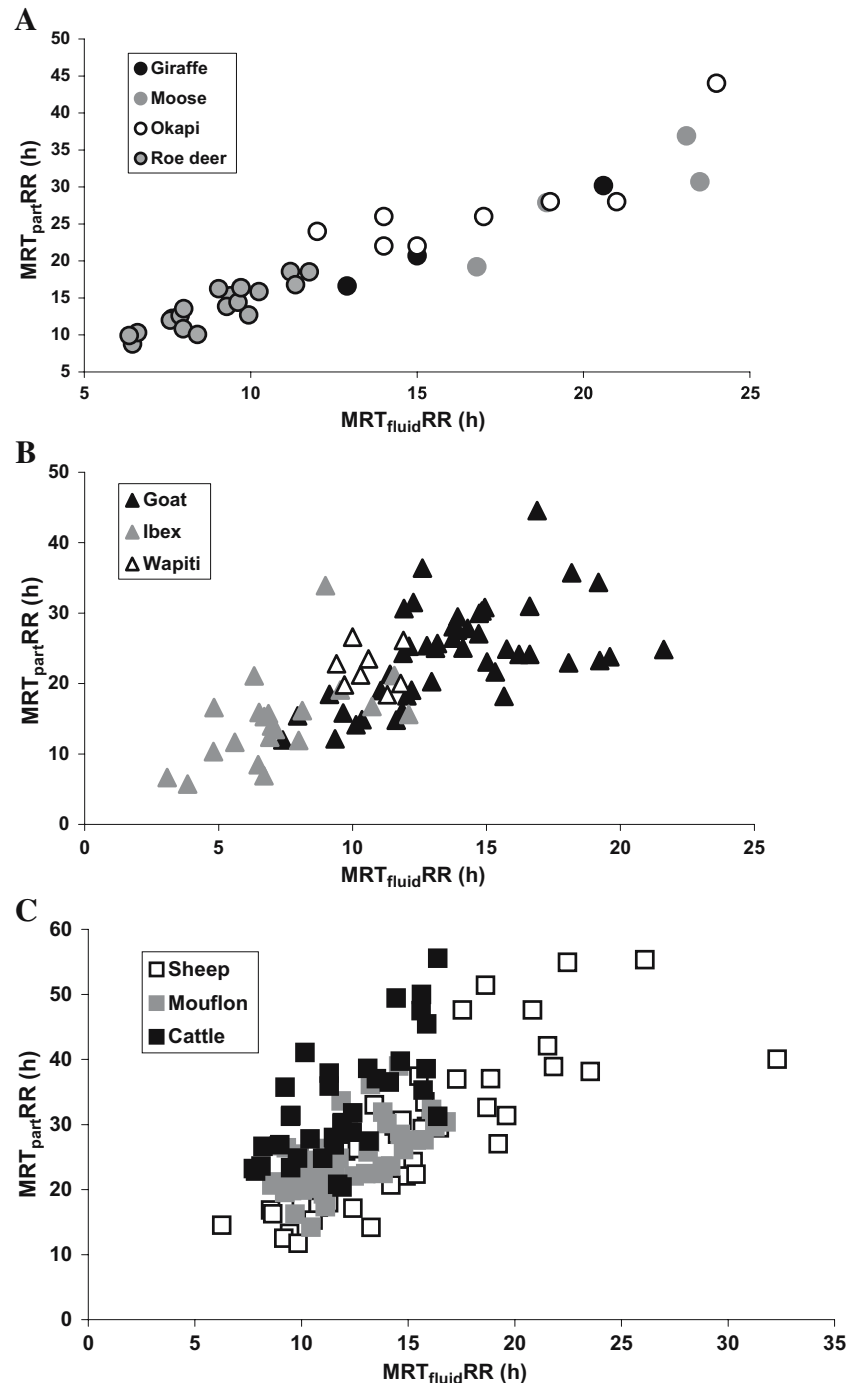 A
50
45
40
35
30
25
20
15
10
5
MRTpartRR (h)
Giraffe
Moose
Okapi
Roe deer
5 10 15 20 25
MRTfluidRR (h)
B
50
40
30
20
10
0
MRTpartRR (h)
Goat
Ibex
Wapiti
0 5 10 15 20 25
MRTfluidRR (h)
C
60
50
40
30
20
10
0
MRTpartRR (h)
Sheep
Mouflon
Cattle
0 5 10 15 20 25 30 35
MRTfluidRR (h)